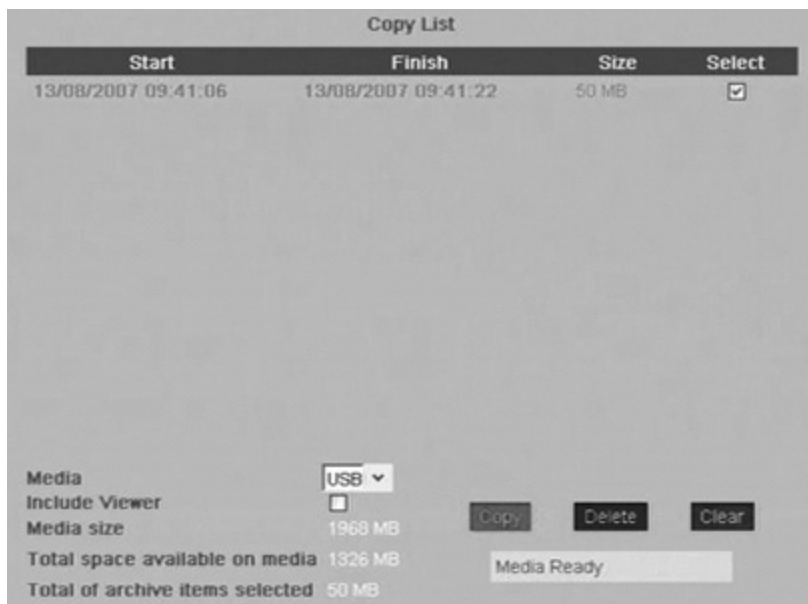 Copy List
Start Finish Size Select
13/08/2007 09:41:06 13/08/2007 09:41:22 50 MB
Media USB
Include Viewer
Media size 1968 MB
Copy Delete Clear
Total space available on media 1326 MB
Media Ready
Total of archive items selected 50 MB